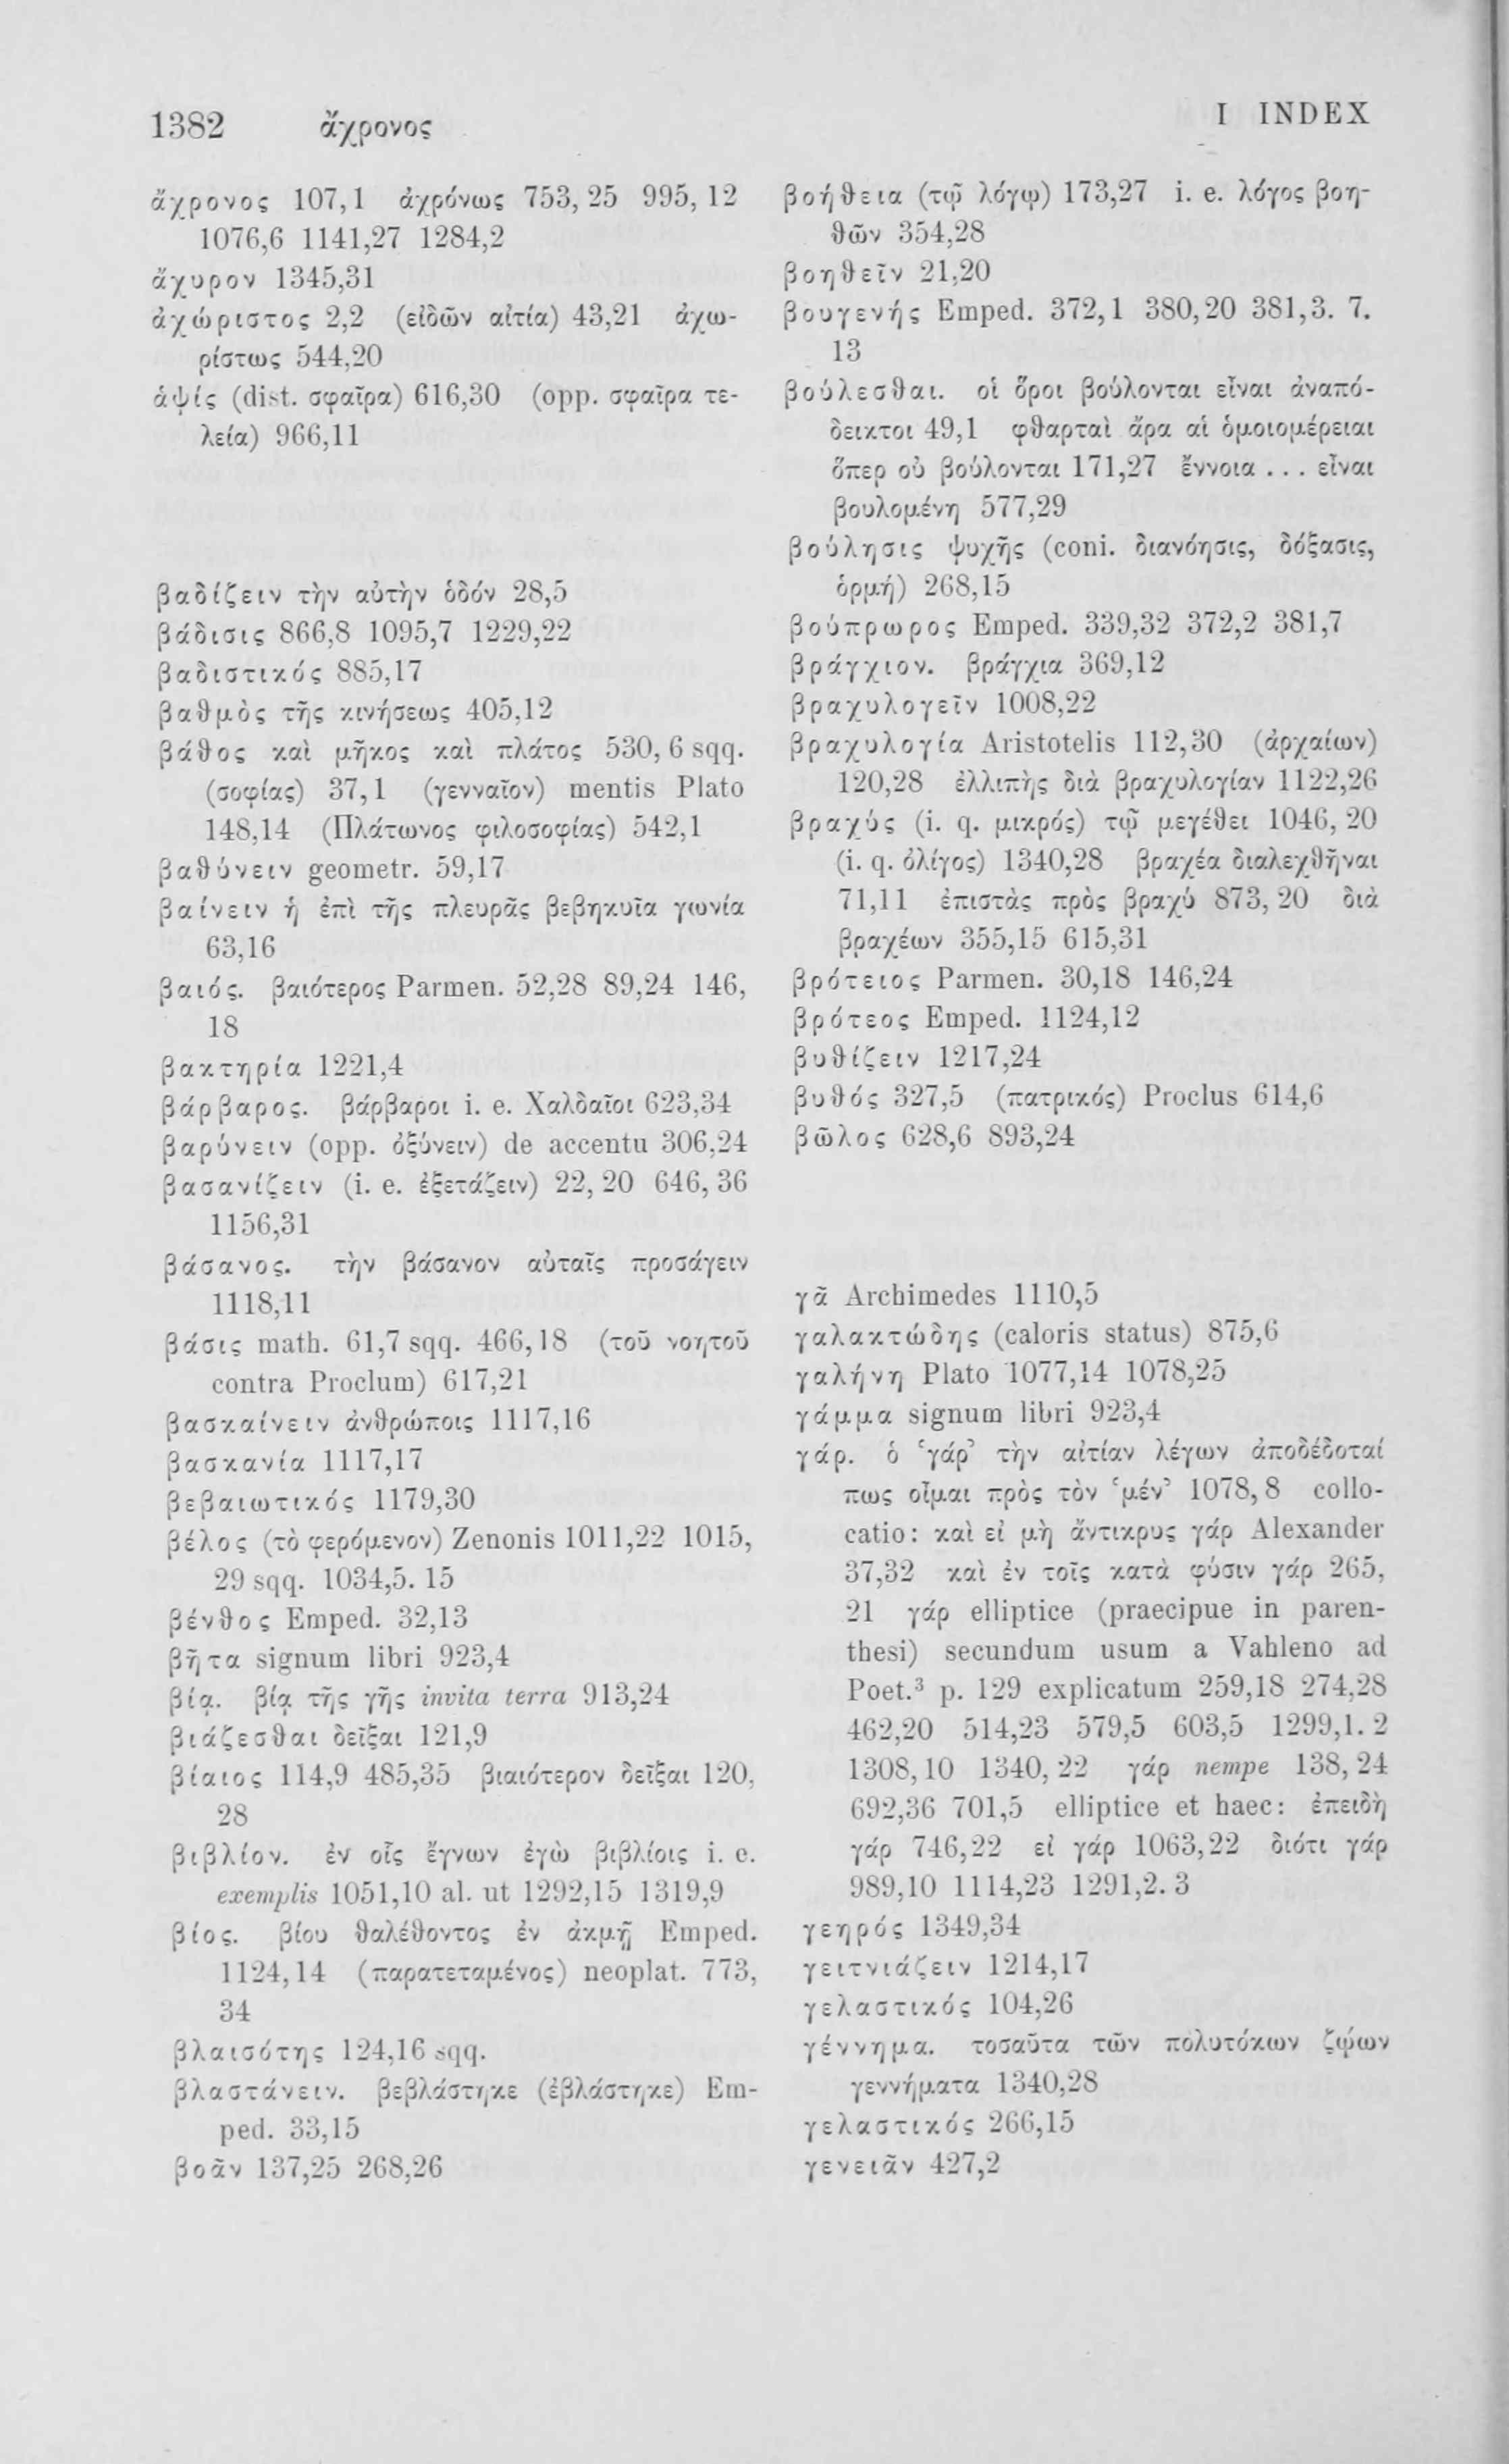 1382 ἄχρονος
I INDEX
ἄχρονος 107,1 ἀχρόνως 753,25 995,12
1076,6 1141,27 1284,2
ἄχυρον 1345,31
ἀχώριστος 2,2 (εἰδῶν αἰτία) 43,21 ἀχω-
ρίστως 544,20
ἁψίς (dist. σφαῖρα) 616,30 (opp. σφαῖρα τε-
λεία) 966,11
βαδίζειν τὴν αὐτὴν ὁδόν 28,5
βάδισις 866,8 1095,7 1229,22
βαδιστικός 885,17
βαθμὸς τῆς κινήσεως 405,12
βάθος καὶ μῆκος καὶ πλάτος 530,6 sqq.
(σοφίας) 37,1 (γενναῖον) mentis Plato
148,14 (Πλάτωνος φιλοσοφίας) 542,1
βαθύνειν geometr. 59,17
βαίνειν ἡ ἐπὶ τῆς πλευρᾶς βεβηκυῖα γωνία
63,16
βαιός. βαιότερος Parmen. 52,28 89,24 146,
18
βακτηρία 1221,4
βάρβαρος. βάρβαροι i. e. Χαλδαῖοι 623,34
βαρύνειν (opp. ὀξύνειν) de accentu 306,24
βασανίζειν (i. e. ἐξετάζειν) 22,20 646,36
1156,31
βάσανος. τὴν βάσανον αὐταῖς προσάγειν
1118,11
βάσις math. 61,7 sqq. 466,18 (τοῦ νοητοῦ
contra Proclum) 617,21
βασκαίνειν ἀνθρώποις 1117,16
βασκανία 1117,17
βεβαιωτικός 1179,30
βέλος (τὸ φερόμενον) Zenonis 1011,22 1015,
29 sqq. 1034,5. 15
βένθος Emped. 32,13
βῆτα signum libri 923,4
βίᾳ. βίᾳ τῆς γῆς invita terra 913,24
βιάζεσθαι δεῖξαι 121,9
βίαιος 114,9 485,35 βιαιότερον δεῖξαι 120,
28
βιβλίον. ἐν οἷς ἔγνων ἐγὼ βιβλίοις i. e.
exemplis 1051,10 al. ut 1292,15 1319,9
βίος. βίου θαλέθοντος ἐν ἀκμῇ Emped.
1124,14 (παρατεταμένος) neoplat. 773,
34
βλαισότης 124,16 sqq.
βλαστάνειν. βεβλάστηκε (ἐβλάστηκε) Em-
ped. 33,15
βοᾶν 137,25 268,26
βοήθεια (τῷ λόγῳ) 173,27 i. e. λόγος βοη-
θῶν 354,28
βοηθεῖν 21,20
βουγενής Emped. 372,1 380,20 381,3. 7.
13
βούλεσθαι. οἱ ὅροι βούλονται εἶναι ἀναπό-
δεικτοι 49,1 φθαρταὶ ἄρα αἱ ὁμοιομέρειαι
ὅπερ οὐ βούλονται 171,27 ἔννοια ... εἶναι
βουλομένη 577,29
βούλησις ψυχῆς (coni. διανόησις, δόξασις,
ὁρμή) 268,15
βούπρωρος Emped. 339,32 372,2 381,7
βράγχιον. βράγχια 369,12
βραχυλογεῖν 1008,22
βραχυλογία Aristotelis 112,30 (ἀρχαίων)
120,28 ἐλλιπὴς διὰ βραχυλογίαν 1122,26
βραχύς (i. q. μικρός) τῷ μεγέθει 1046,20
(i. q. ὀλίγος) 1340,28 βραχέα διαλεχθῆναι
71,11 ἐπιστὰς πρὸς βραχὺ 873,20 διὰ
βραχέων 355,15 615,31
βρότειος Parmen. 30,18 146,24
βρότεος Emped. 1124,12
βυθίζειν 1217,24
βυθός 327,5 (πατρικός) Proclus 614,6
βῶλος 628,6 893,24
γᾶ Archimedes 1110,5
γαλακτώδης (caloris status) 875,6
γαλήνη Plato 1077,14 1078,25
γάμμα signum libri 923,4
γάρ. ὁ ‘γάρ’ τὴν αἰτίαν λέγων ἀποδέδοταί
πως οἶμαι πρὸς τὸν ‘μέν’ 1078,8 collo-
catio: καὶ εἰ μὴ ἄντικρυς γάρ Alexander
37,32 καὶ ἐν τοῖς κατὰ φύσιν γάρ 265,
21 γάρ elliptice (praecipue in paren-
thesi) secundum usum a Vahleno ad
Poet.³ p. 129 explicatum 259,18 274,28
462,20 514,23 579,5 603,5 1299,1. 2
1308,10 1340,22 γάρ nempe 138,24
692,36 701,5 elliptice et haec: ἐπειδὴ
γάρ 746,22 εἰ γάρ 1063,22 διότι γάρ
989,10 1114,23 1291,2. 3
γεηρός 1349,34
γειτνιάζειν 1214,17
γελαστικός 104,26
γέννημα. τοσαῦτα τῶν πολυτόκων ζῴων
γεννήματα 1340,28
γελαστικός 266,15
γενειᾶν 427,2